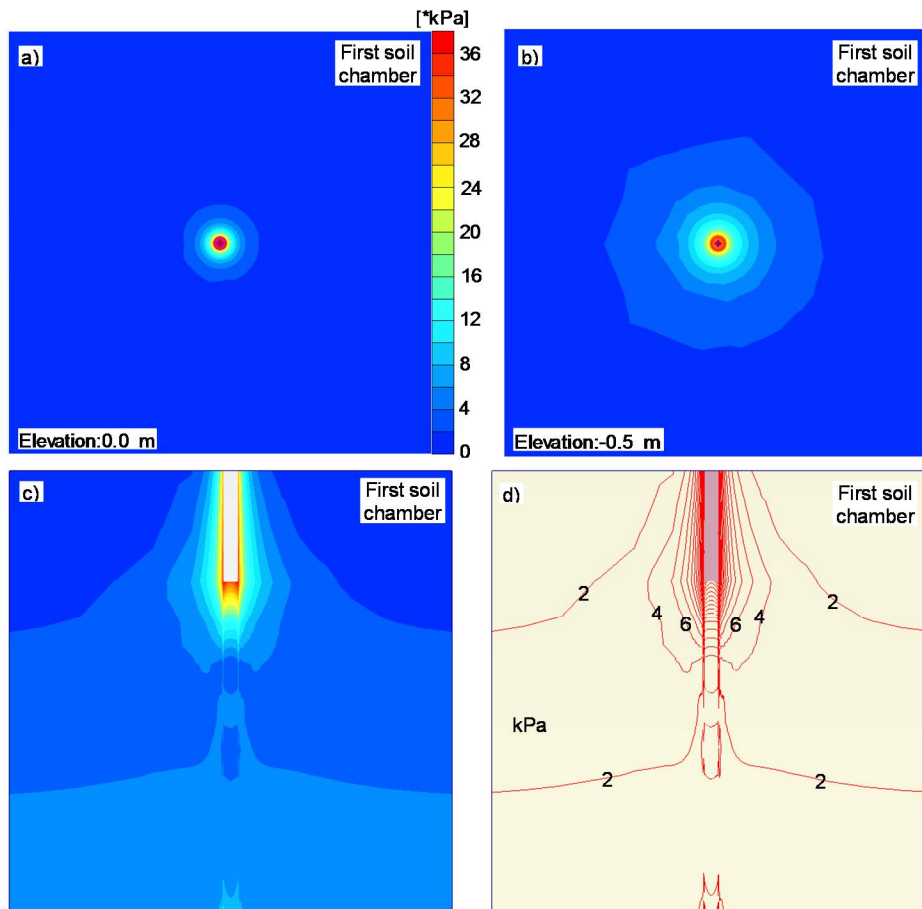 [*kPa]
a)
First soil
chamber
36
32
28
24
20
16
12
8
4
0
Elevation:0.0 m
b)
First soil
chamber
Elevation:-0.5 m
c)
First soil
chamber
d)
First soil
chamber
2
2
4
4
6
6
kPa
2
2